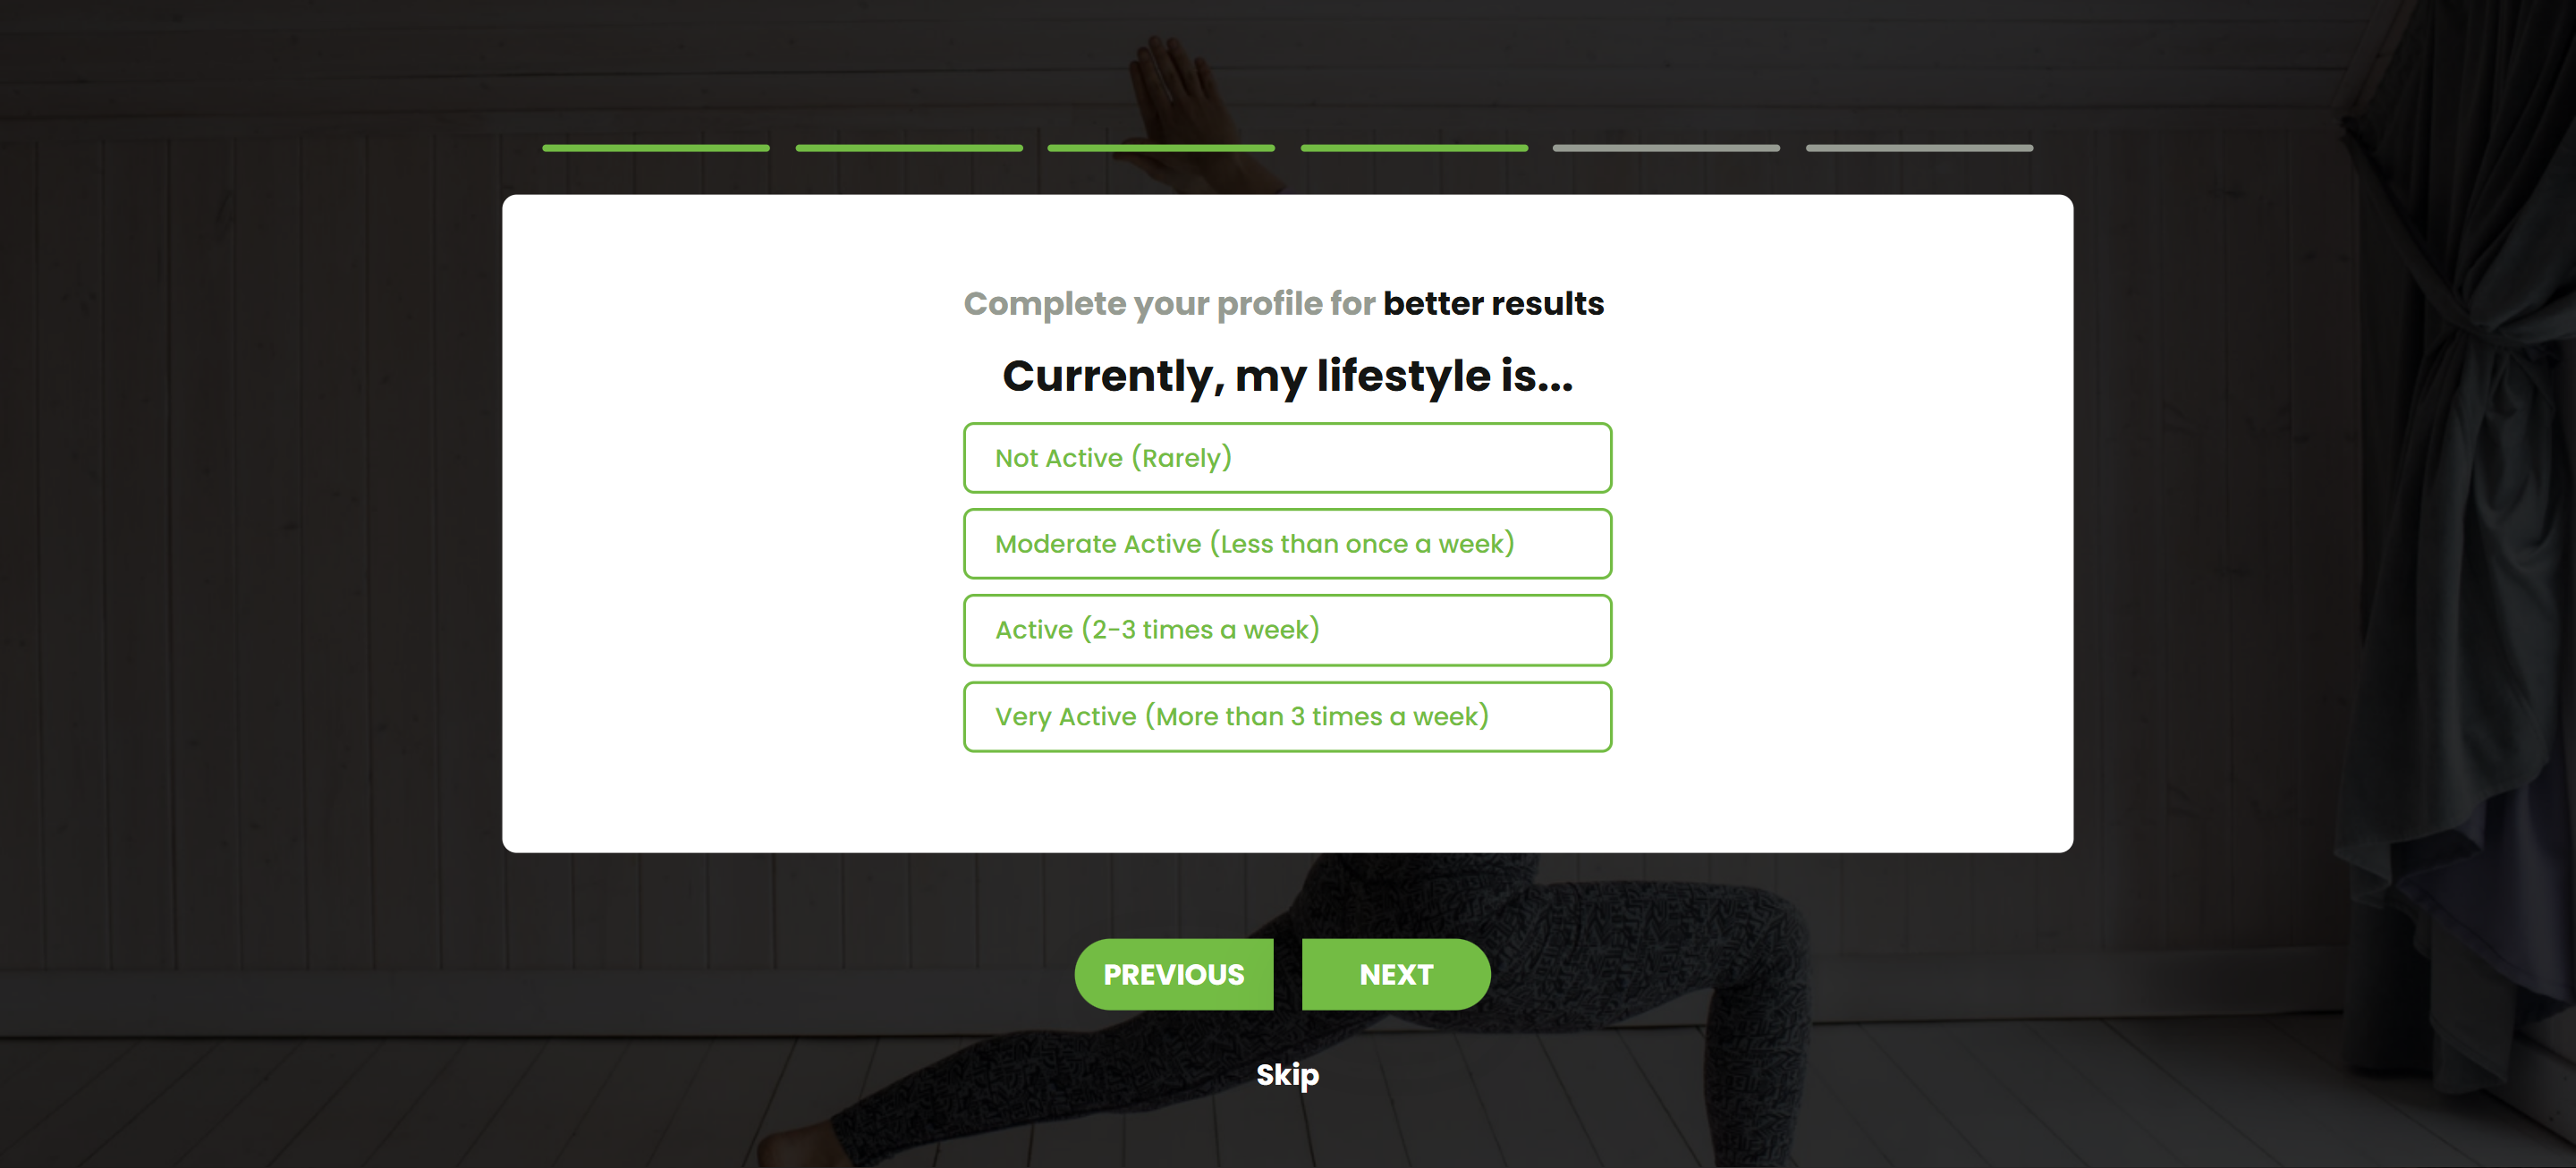 Complete your profile for better results
Currently, my lifestyle is...
Not Active (Rarely)
Moderate Active (Less than once a week)
Active (2-3 times a week)
Very Active (More than 3 times a week)
PREVIOUS NEXT
Skip